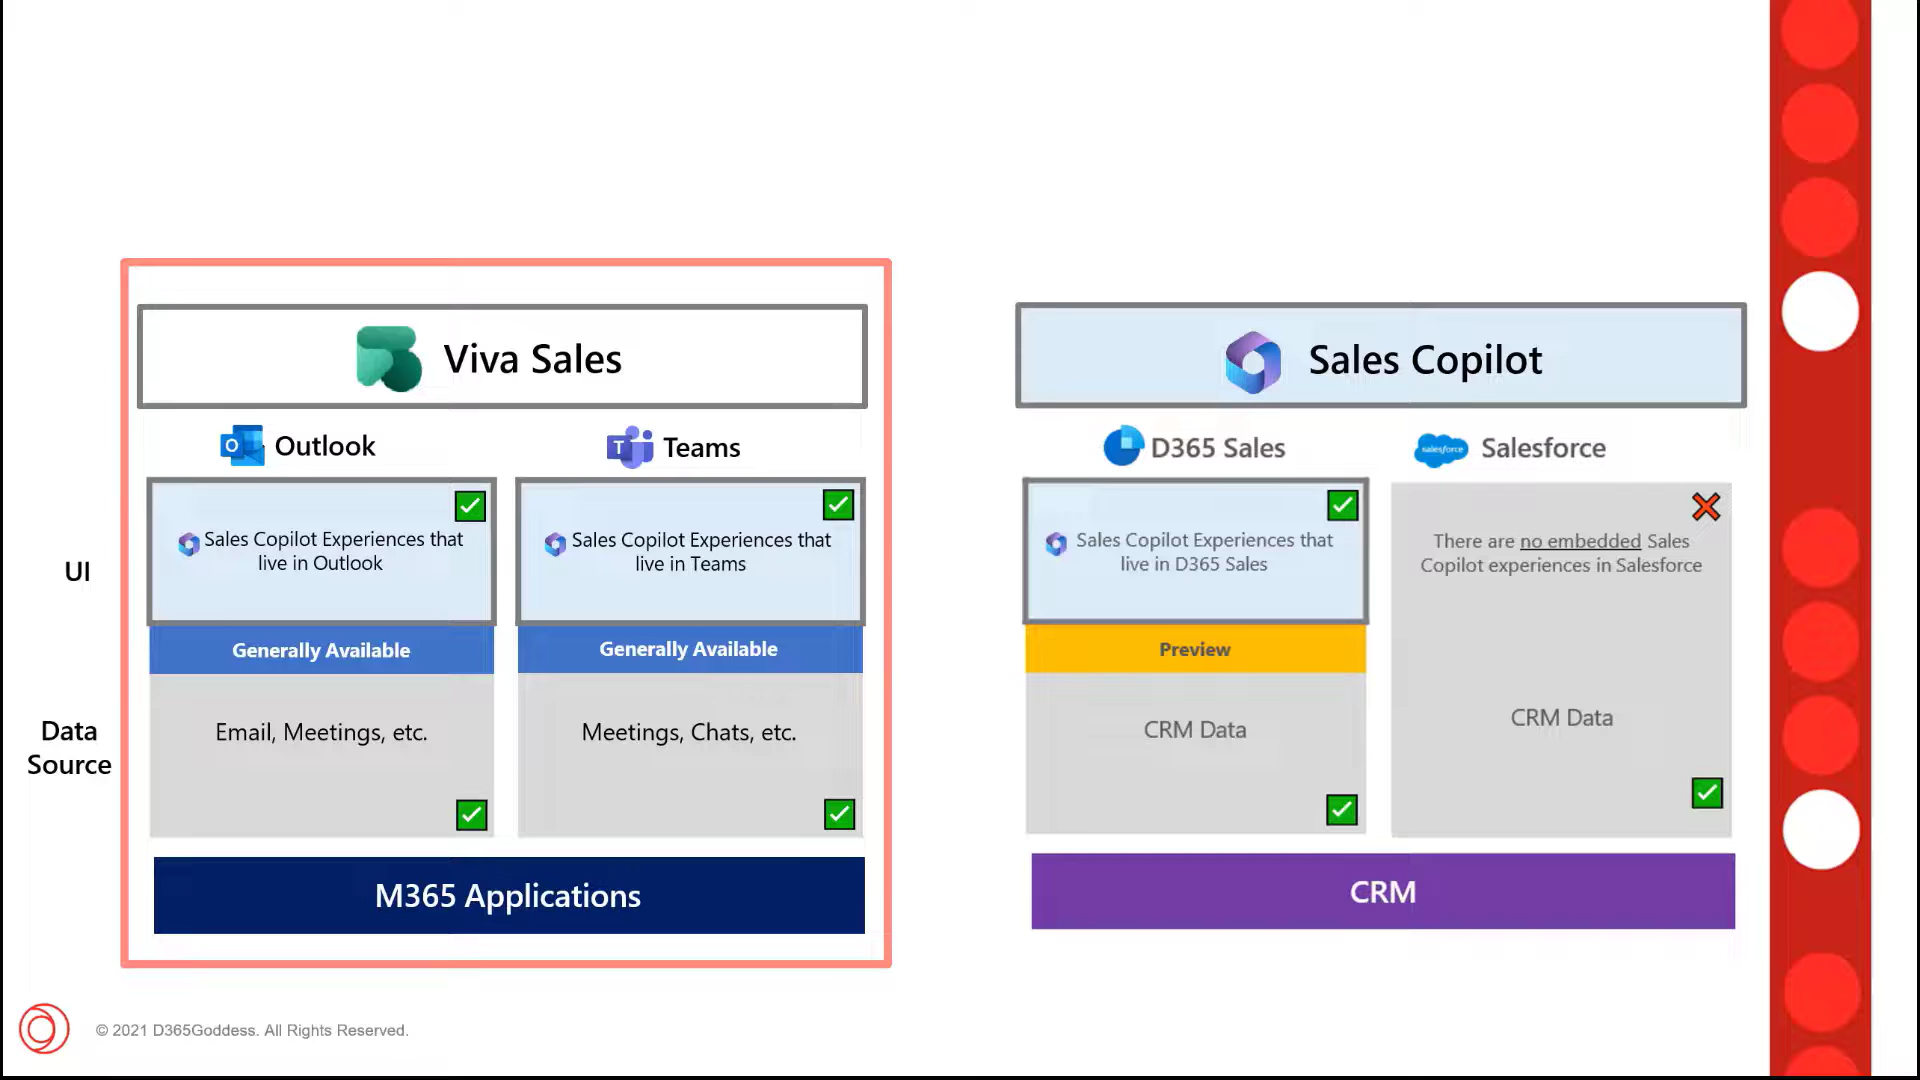 Viva Sales
Sales Copilot
Outlook
Teams
D365 Sales
salesforce
Salesforce
UI
Sales Copilot Experiences that
live in Outlook
Sales Copilot Experiences that
live in Teams
Sales Copilot Experiences that
live in D365 Sales
There are no embedded Sales
Copilot experiences in Salesforce
Generally Available
Generally Available
Preview
Data
Source
Email, Meetings, etc.
Meetings, Chats, etc.
CRM Data
CRM Data
M365 Applications
CRM
© 2021 D365Goddess. All Rights Reserved.